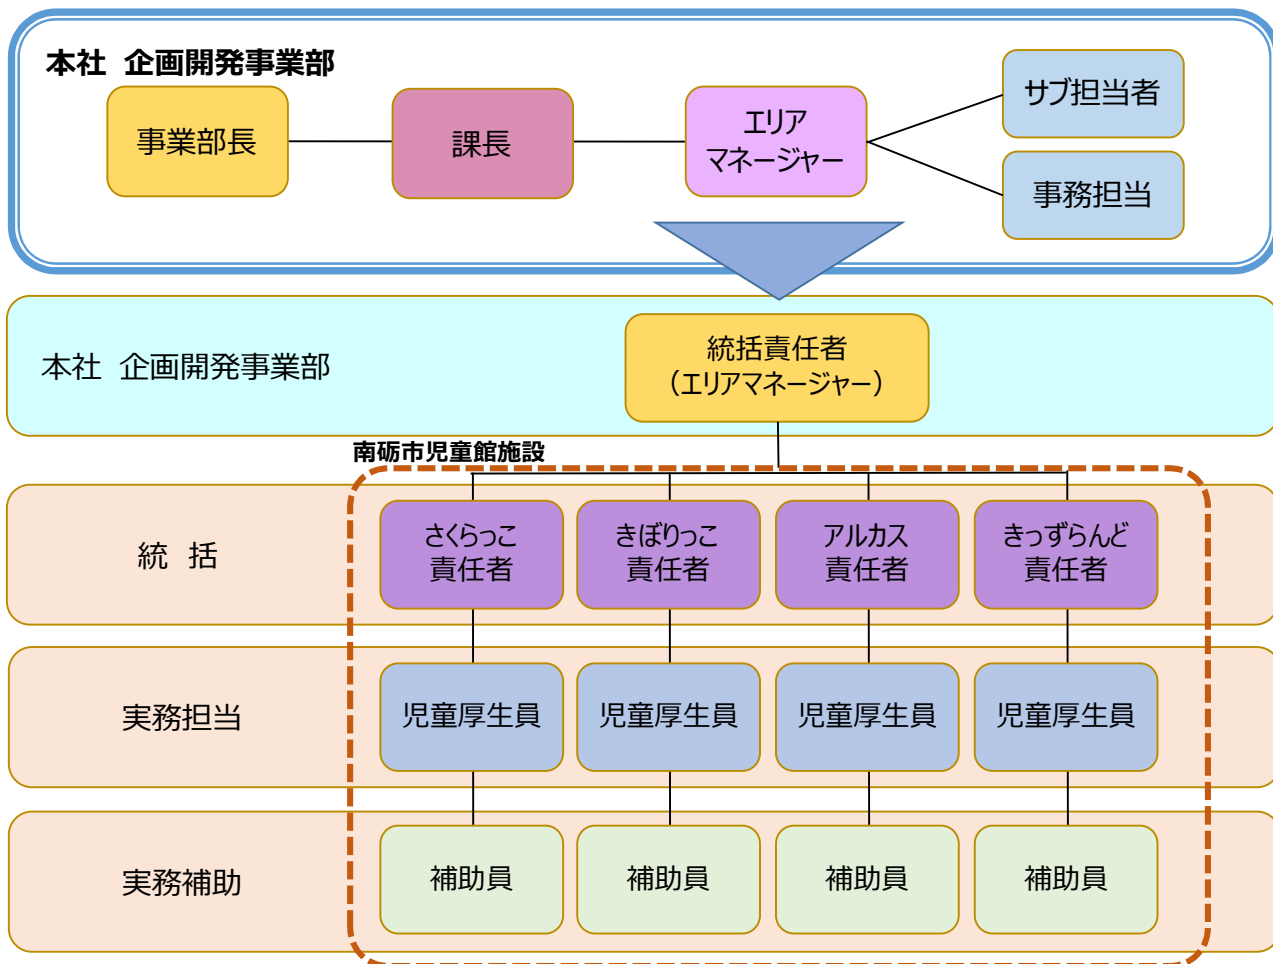 本社 企画開発事業部
事業部長
課長
エリア
マネージャー
サブ担当者
事務担当
本社 企画開発事業部
統括責任者
（エリアマネージャー）
南砺市児童館施設
統 括
さくらっこ
責任者
きぼりっこ
責任者
アルカス
責任者
きっずらんど
責任者
実務担当
児童厚生員
児童厚生員
児童厚生員
児童厚生員
実務補助
補助員
補助員
補助員
補助員